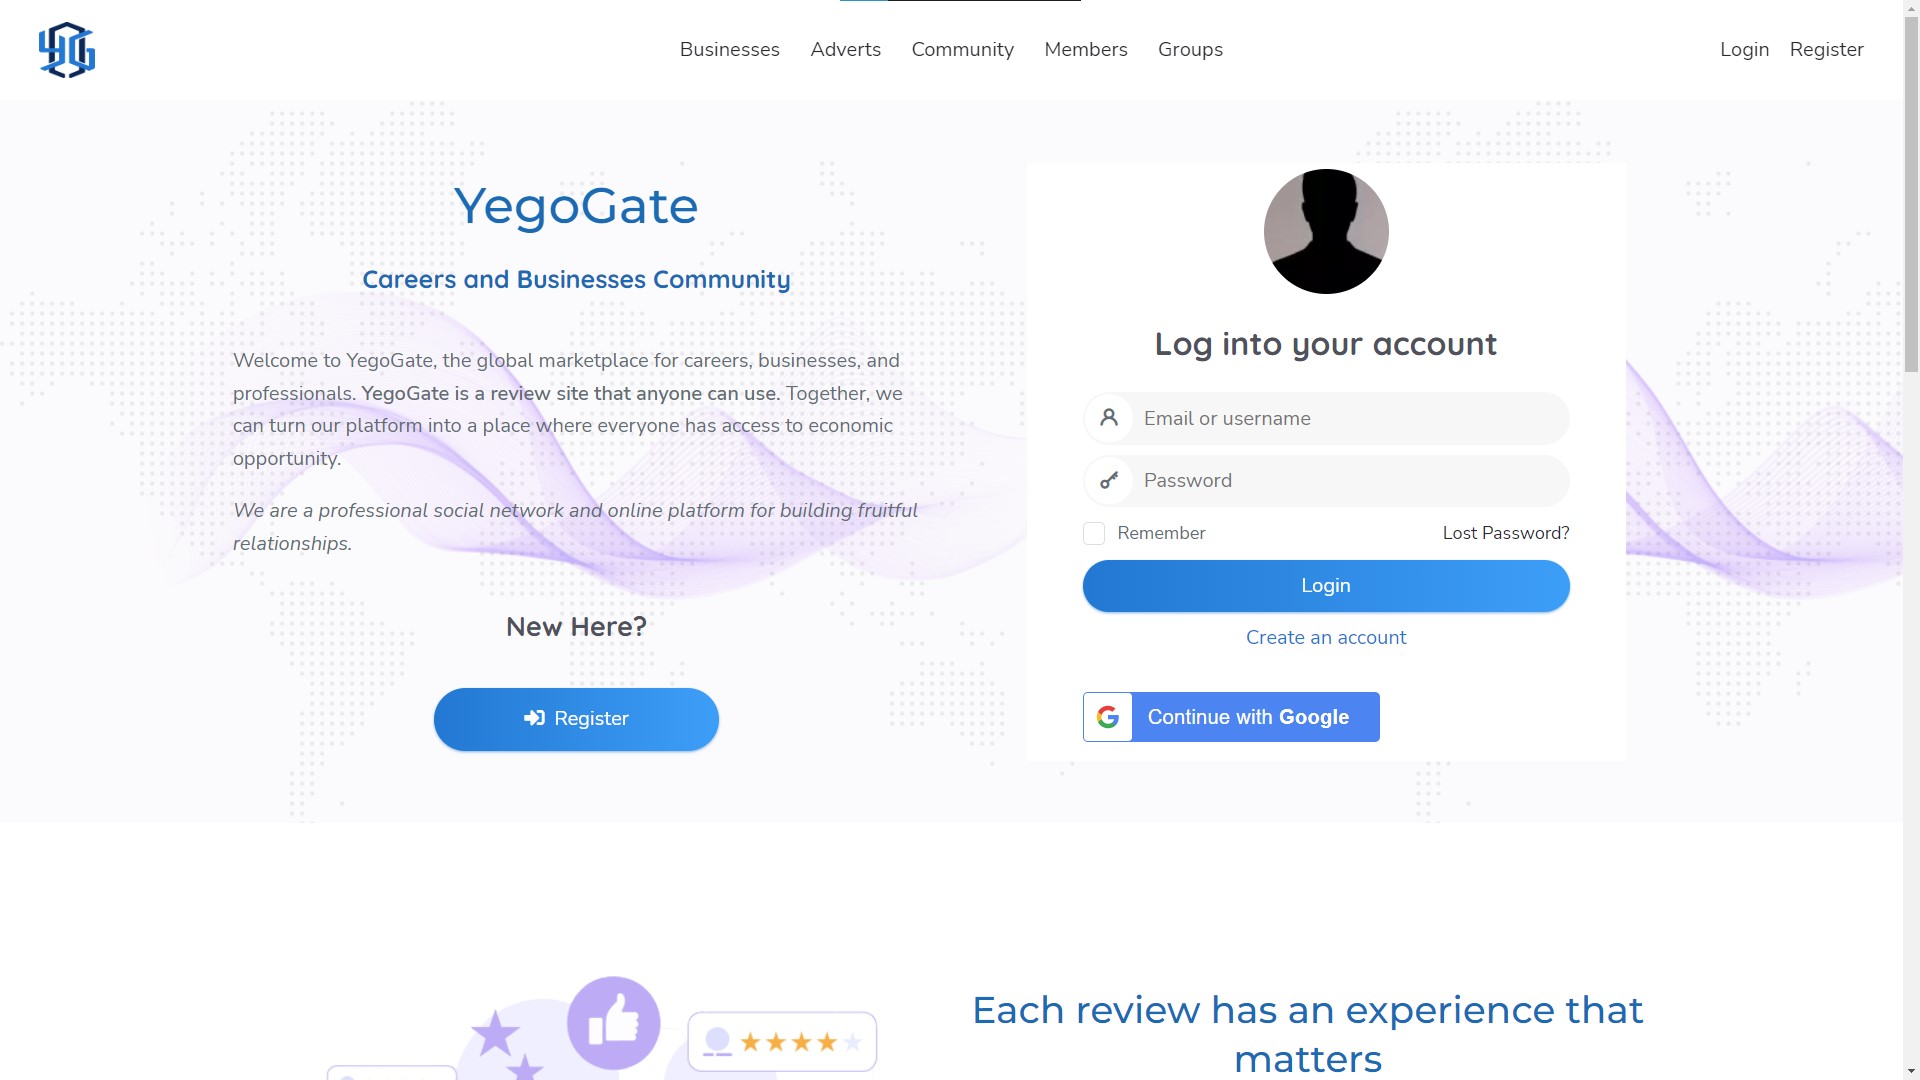 Businesses
Adverts
Community
Members
Groups
Login
Register
YegoGate
Careers and Businesses Community
Welcome to YegoGate, the global marketplace for careers, businesses, and
professionals. YegoGate is a review site that anyone can use. Together, we
can turn our platform into a place where everyone has access to economic
opportunity.
We are a professional social network and online platform for building fruitful
relationships.
New Here?
Register
Log into your account
Email or username
Password
Remember
Lost Password?
Login
Create an account
Continue with Google
Each review has an experience that
matters